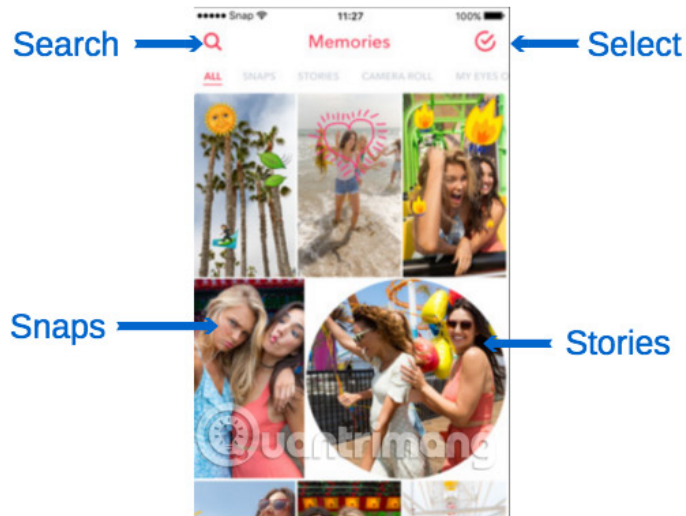 Snap 11:27 100%
Search Memories Select
ALL SNAPS STORIES CAMERA ROLL MY EYES O
Snaps
Stories
Quantrimang